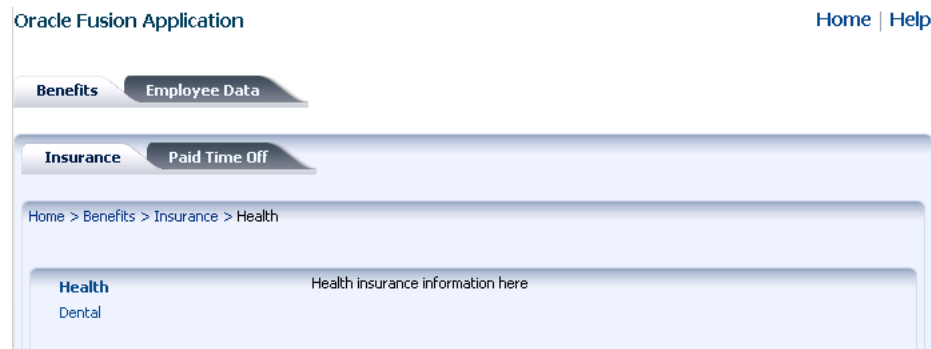 Oracle Fusion Application Home | Help
Benefits Employee Data
Insurance Paid Time Off
Home > Benefits > Insurance > Health
Health Health insurance information here
Dental